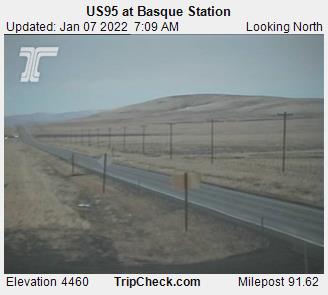 US95 at Basque Station
Updated: Jan 07 2022 7:09 AM Looking North
Elevation 4460 TripCheck.com Milepost 91.62